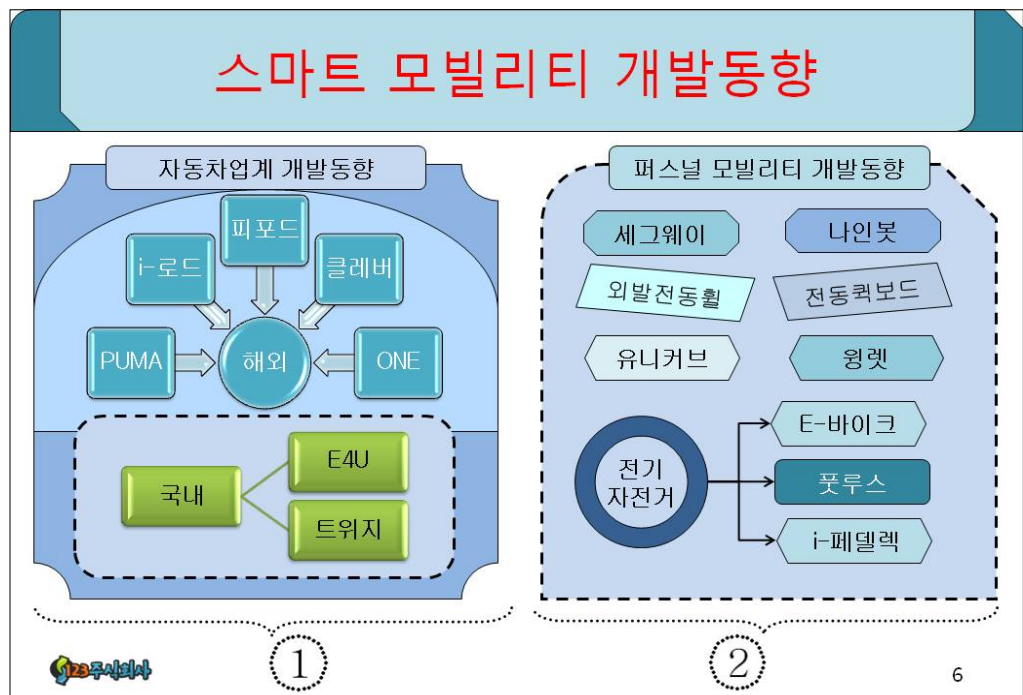 스마트 모빌리티 개발동향
자동차업계 개발동향
피포드
i-로드
클레버
PUMA
해외
ONE
국내
E4U
트위지
1
퍼스널 모빌리티 개발동향
세그웨이
나인봇
외발전동휠
전동퀵보드
유니커브
윙렛
전기
자전거
E-바이크
풋루스
i-페델렉
2
123주식회사
6